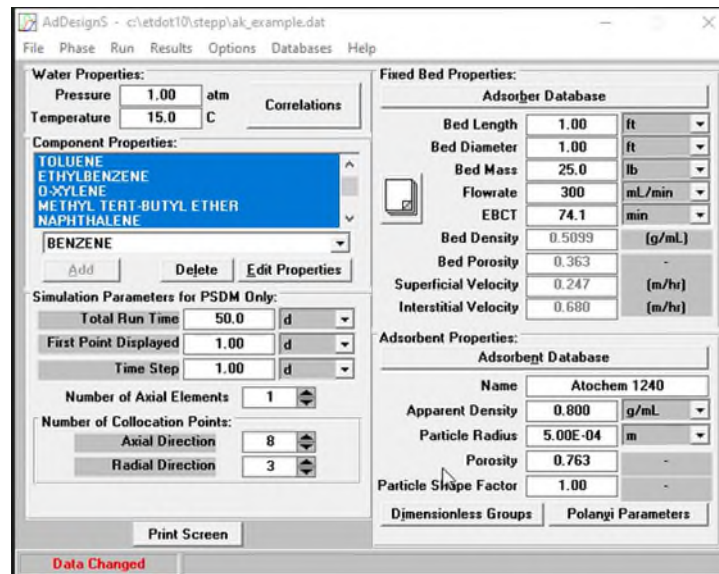 AdDesignS - c:\etdot10\stepp\ak_example.dat
File Phase Run Results Options Databases Help
Water Properties:
Pressure 1.00 atm
Temperature 15.0 C
Correlations
Component Properties:
TOLUENE
ETHYLBENZENE
O-XYLENE
METHYL TERT-BUTYL ETHER
NAPHTHALENE
BENZENE
Add Delete Edit Properties
Simulation Parameters for PSDM Only:
Total Run Time 50.0 d
First Point Displayed 1.00 d
Time Step 1.00 d
Number of Axial Elements 1
Number of Collocation Points:
Axial Direction 8
Radial Direction 3
Print Screen
Data Changed
Fixed Bed Properties:
Adsorber Database
Bed Length 1.00 ft
Bed Diameter 1.00 ft
Bed Mass 25.0 lb
Flowrate 300 mL/min
EBCT 74.1 min
Bed Density 0.5099 (g/mL)
Bed Porosity 0.363 -
Superficial Velocity 0.247 (m/hr)
Interstitial Velocity 0.680 (m/hr)
Adsorbent Properties:
Adsorbent Database
Name Atochem 1240
Apparent Density 0.800 g/mL
Particle Radius 5.00E-04 m
Porosity 0.763 -
Particle Shape Factor 1.00 -
Dimensionless Groups Polanyi Parameters